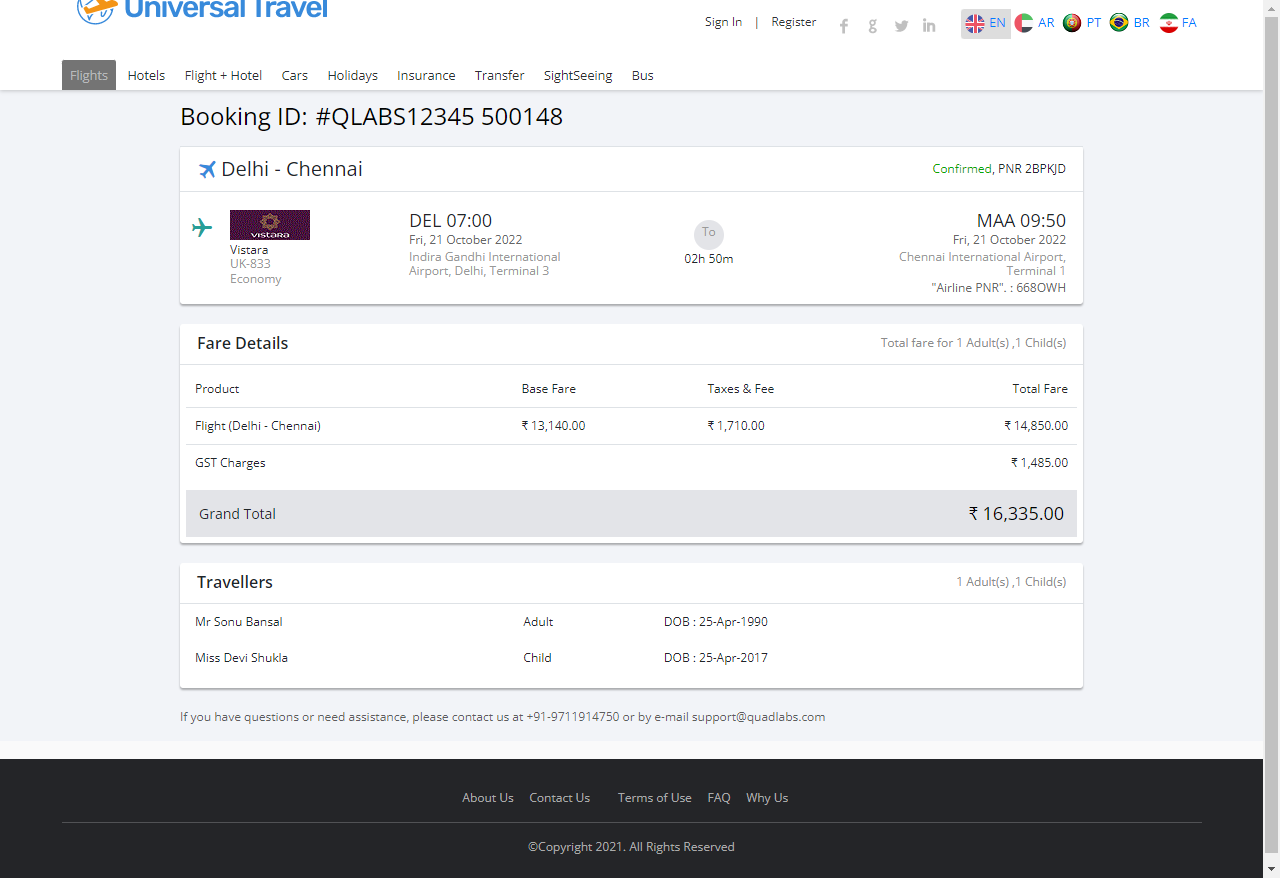 Universal Travel
Sign In | Register
EN AR PT BR FA
Flights Hotels Flight + Hotel Cars Holidays Insurance Transfer SightSeeing Bus
Booking ID: #QLABS12345 500148
Delhi - Chennai
Confirmed, PNR 2BPKJD
VISTARA
Vistara
UK-833
Economy
DEL 07:00
Fri, 21 October 2022
Indira Gandhi International
Airport, Delhi, Terminal 3
To
02h 50m
MAA 09:50
Fri, 21 October 2022
Chennai International Airport,
Terminal 1
"Airline PNR". : 668OWH
Fare Details
Total fare for 1 Adult(s) ,1 Child(s)
Product Base Fare Taxes & Fee Total Fare
Flight (Delhi - Chennai) ₹ 13,140.00 ₹ 1,710.00 ₹ 14,850.00
GST Charges ₹ 1,485.00
Grand Total ₹ 16,335.00
Travellers
1 Adult(s) ,1 Child(s)
Mr Sonu Bansal Adult DOB : 25-Apr-1990
Miss Devi Shukla Child DOB : 25-Apr-2017
If you have questions or need assistance, please contact us at +91-9711914750 or by e-mail support@quadlabs.com
About Us Contact Us Terms of Use FAQ Why Us
©Copyright 2021. All Rights Reserved